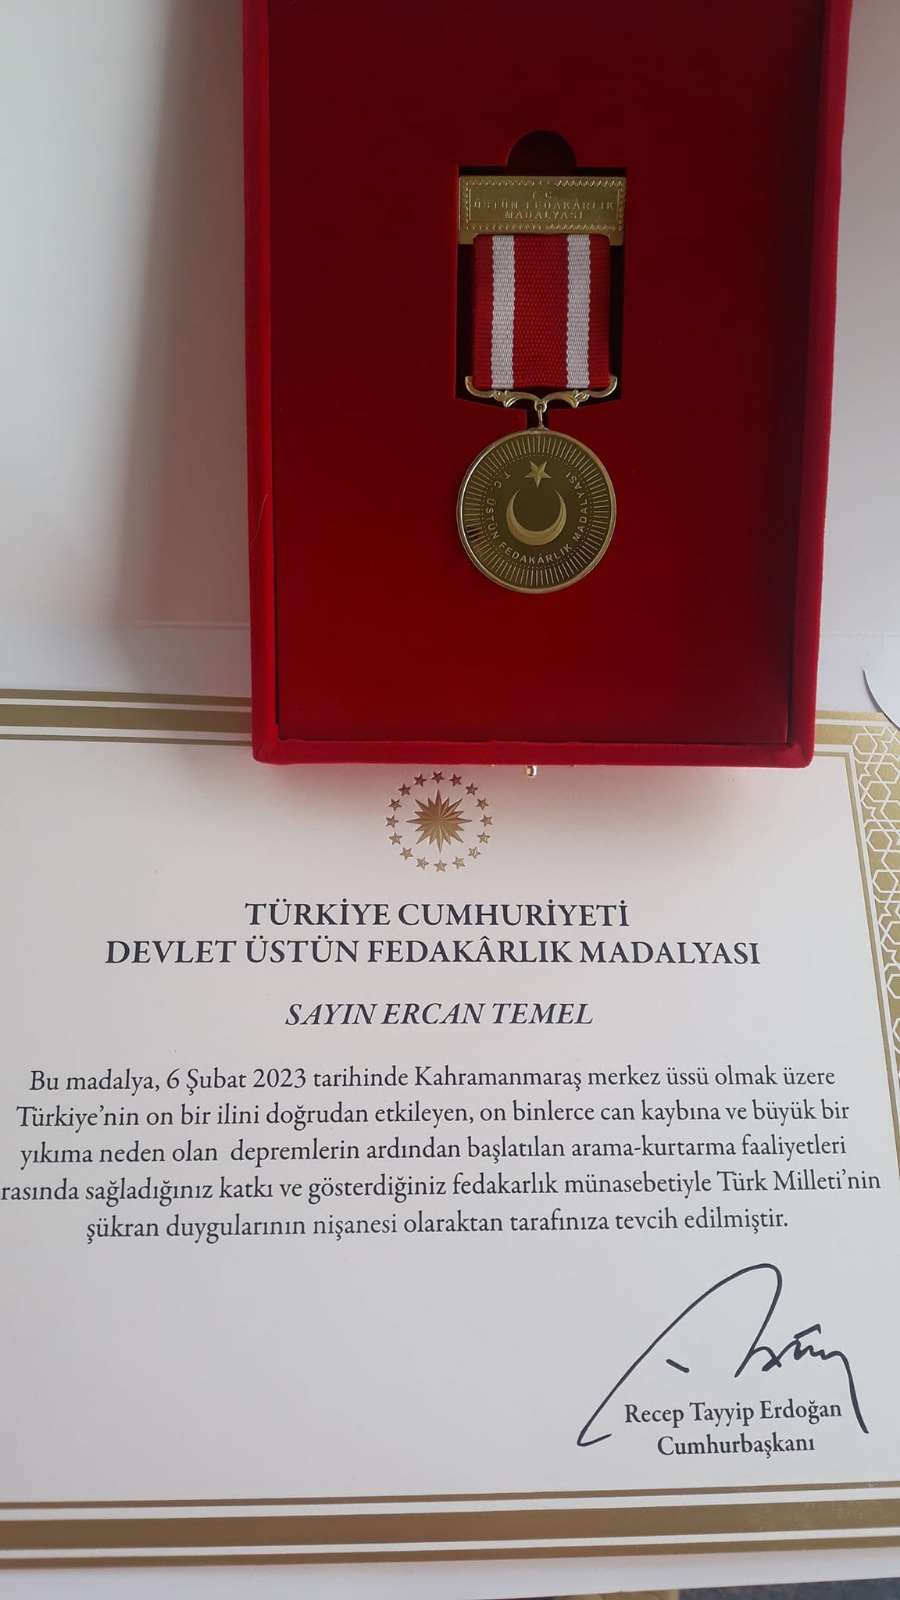 T.C.
ÜSTÜN FEDAKÂRLIK
MADALYASI
T.C. ÜSTÜN FEDAKÂRLIK MADALYASI
TÜRKİYE CUMHURİYETİ
DEVLET ÜSTÜN FEDAKÂRLIK MADALYASI
SAYIN ERCAN TEMEL
Bu madalya, 6 Şubat 2023 tarihinde Kahramanmaraş merkez üssü olmak üzere
Türkiye'nin on bir ilini doğrudan etkileyen, on binlerce can kaybına ve büyük bir
yıkıma neden olan depremlerin ardından başlatılan arama-kurtarma faaliyetleri
rasında sağladığınız katkı ve gösterdiğiniz fedakarlık münasebetiyle Türk Milleti'nin
şükran duygularının nişanesi olaraktan tarafınıza tevcih edilmiştir.
Recep Tayyip Erdoğan
Cumhurbaşkanı